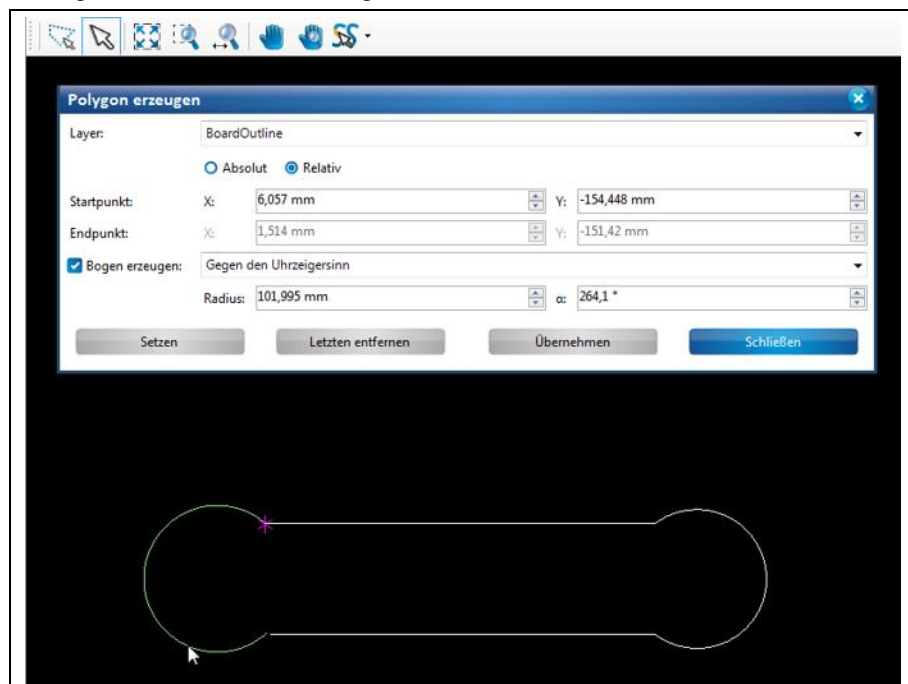 Polygon erzeugen
Layer: BoardOutline
Absolut Relativ
Startpunkt: X: 6,057 mm Y: -154,448 mm
Endpunkt: X: 1,514 mm Y: -151,42 mm
Bogen erzeugen: Gegen den Uhrzeigersinn
Radius: 101,995 mm α: 264,1 °
Setzen Letzten entfernen Übernehmen Schließen